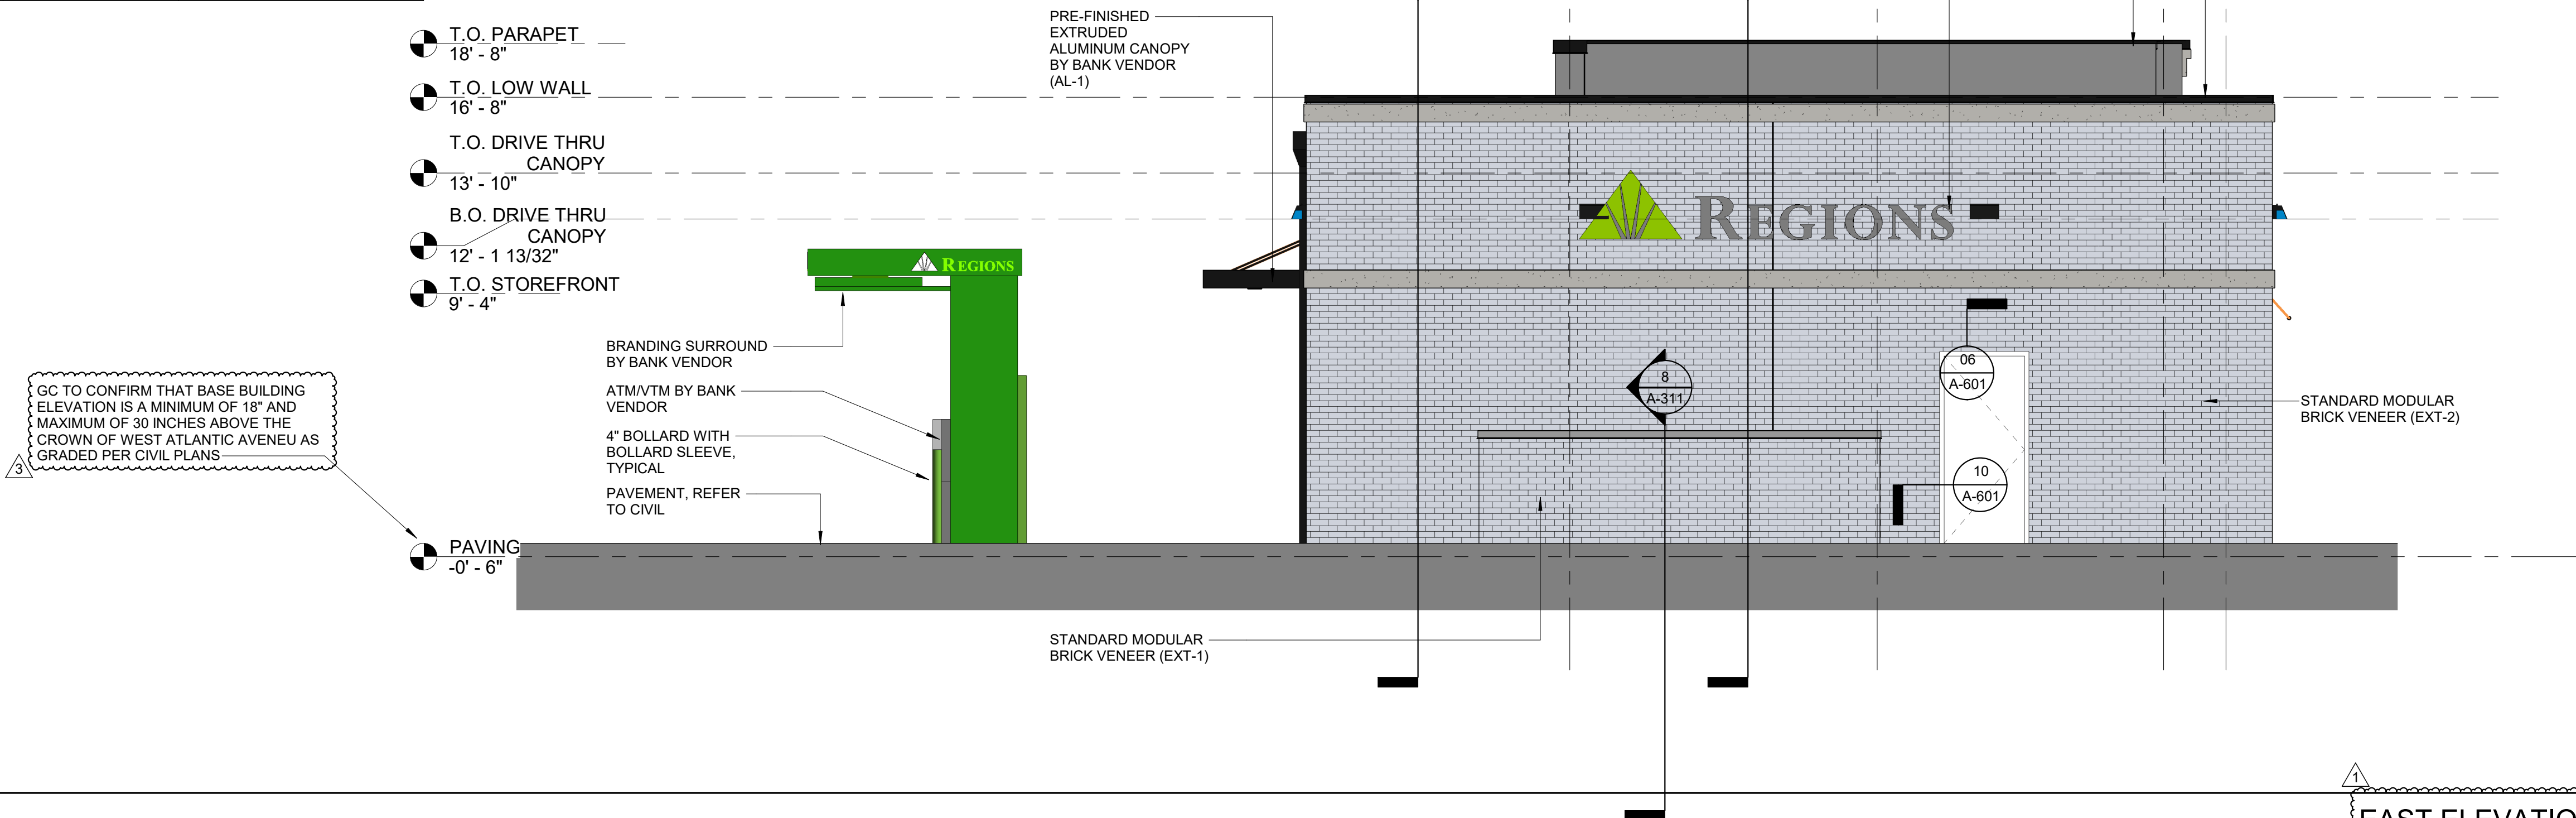 T.O. PARAPET
18' - 8"
T.O. LOW WALL
16' - 8"
T.O. DRIVE THRU
CANOPY
13' - 10"
B.O. DRIVE THRU
CANOPY
12' - 1 13/32"
T.O. STOREFRONT
9' - 4"
PRE-FINISHED
EXTRUDED
ALUMINUM CANOPY
BY BANK VENDOR
(AL-1)
REGIONS
REGIONS
BRANDING SURROUND
BY BANK VENDOR
ATM/VTM BY BANK
VENDOR
4" BOLLARD WITH
BOLLARD SLEEVE,
TYPICAL
PAVEMENT, REFER
TO CIVIL
GC TO CONFIRM THAT BASE BUILDING
ELEVATION IS A MINIMUM OF 18" AND
MAXIMUM OF 30 INCHES ABOVE THE
CROWN OF WEST ATLANTIC AVENEU AS
GRADED PER CIVIL PLANS
3
PAVING
-0' - 6"
8
A-311
06
A-601
10
A-601
STANDARD MODULAR
BRICK VENEER (EXT-2)
STANDARD MODULAR
BRICK VENEER (EXT-1)
1
EAST ELEVATIO